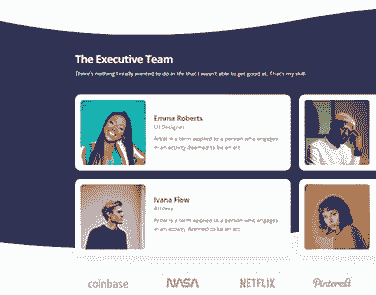 The Executive Team
There's nothing I really wanted to do in life that I wasn't able to get good at. That's my skill.
Emma Roberts
UI Designer
Artist is a term applied to a person who engages
in an activity deemed to be an art.
Ivana Flow
Artist is a term applied to a person who engages
in an activity deemed to be an art.
coinbase
NASA
NETFLIX
Pinterest